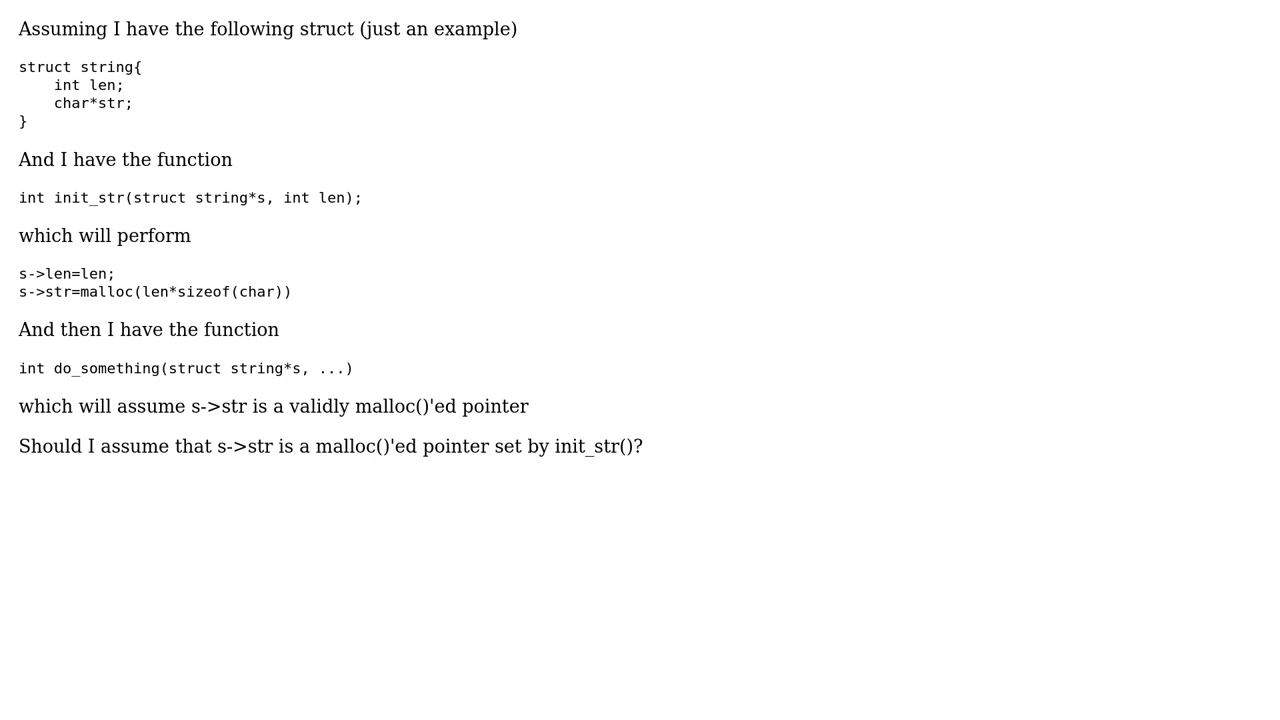 Assuming I have the following struct (just an example)
struct string{
    int len;
    char*str;
}
And I have the function
int init_str(struct string*s, int len);
which will perform
s->len=len;
s->str=malloc(len*sizeof(char))
And then I have the function
int do_something(struct string*s, ...)
which will assume s->str is a validly malloc()'ed pointer
Should I assume that s->str is a malloc()'ed pointer set by init_str()?